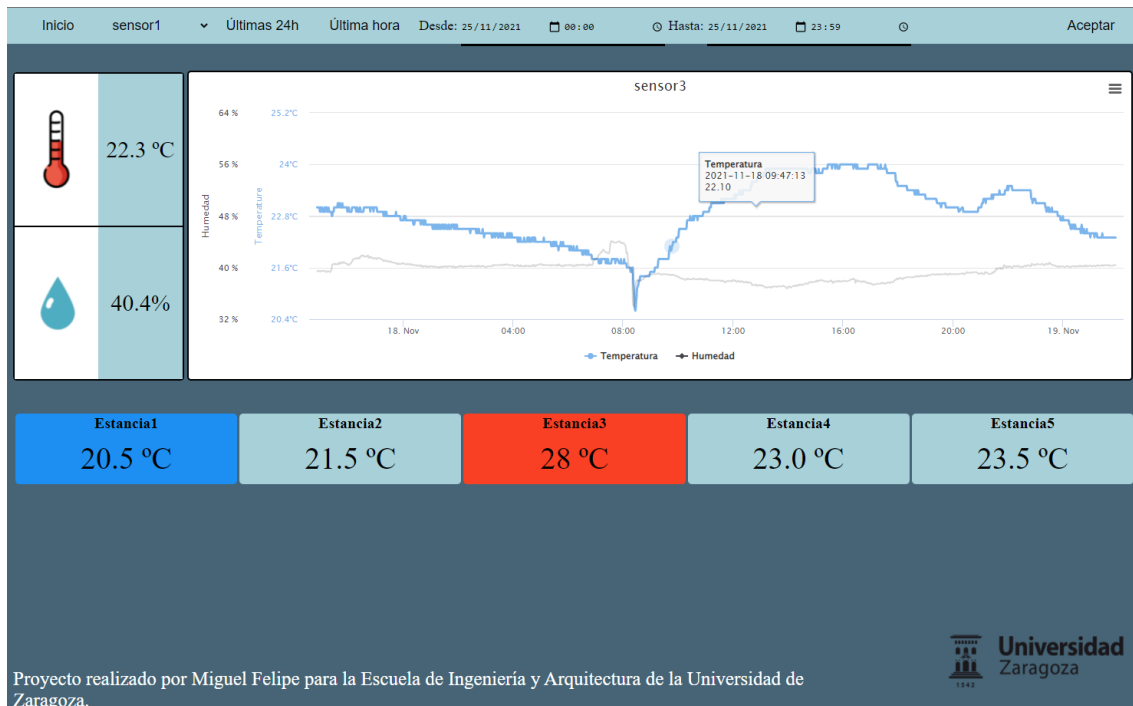 Inicio sensor1 Últimas 24h Última hora Desde: 25/11/2021 00:00 Hasta: 25/11/2021 23:59 Aceptar
22.3 ºC
40.4%
sensor3
64 % 25.2ºC
56 % 24ºC
48 % 22.8ºC
40 % 21.6ºC
32 % 20.4ºC
Humedad
Temperature
Temperatura
2021-11-18 09:47:13
22.10
18. Nov 04:00 08:00 12:00 16:00 20:00 19. Nov
Temperatura Humedad
Estancia1 Estancia2 Estancia3 Estancia4 Estancia5
20.5 ºC 21.5 ºC 28 ºC 23.0 ºC 23.5 ºC
Universidad
Zaragoza
1542
Proyecto realizado por Miguel Felipe para la Escuela de Ingeniería y Arquitectura de la Universidad de
Zaragoza.